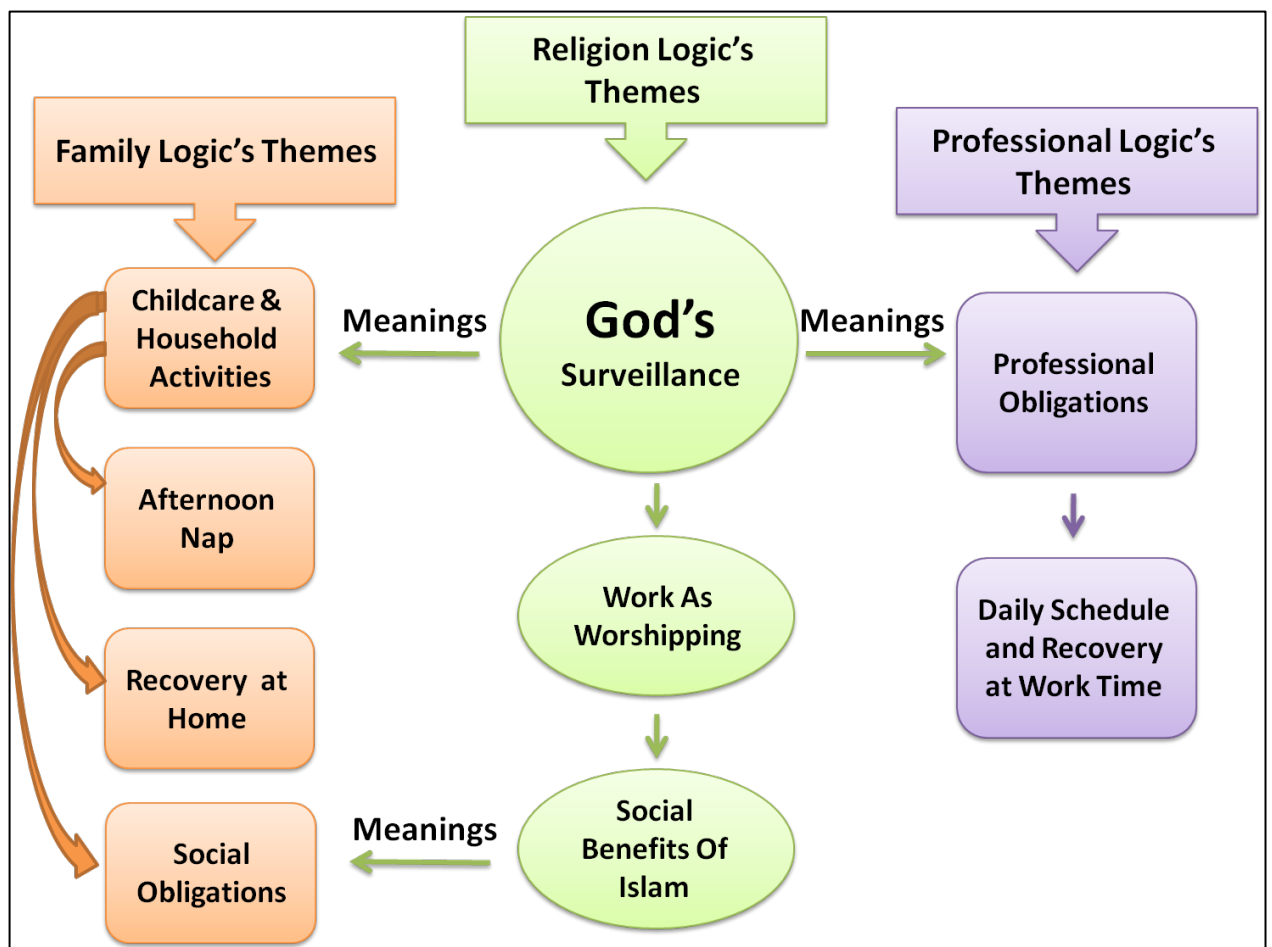 Religion Logic's
Themes
Family Logic's Themes
Professional Logic's
Themes
Childcare &
Household
Activities
Meanings
God's
Surveillance
Meanings
Professional
Obligations
Afternoon
Nap
Work As
Worshipping
Daily Schedule
and Recovery
at Work Time
Recovery at
Home
Social
Obligations
Meanings
Social
Benefits Of
Islam